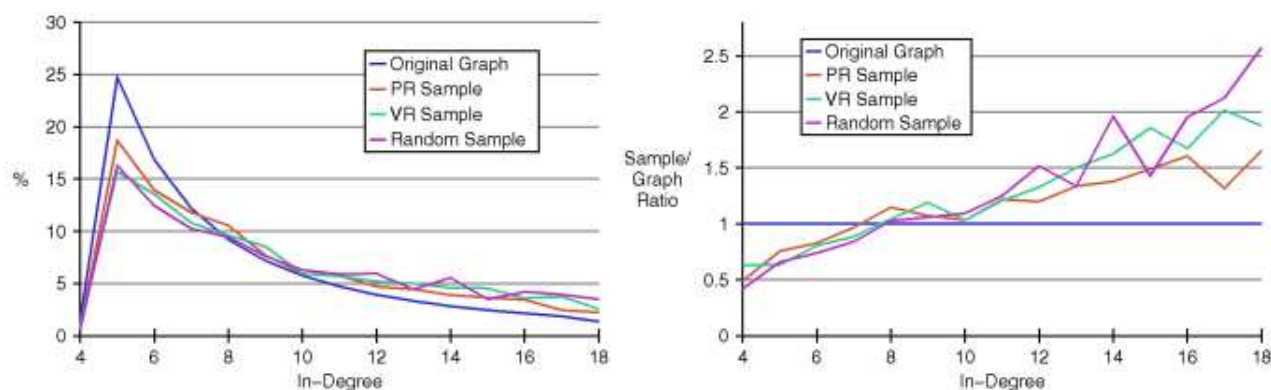 30
25
20
15
10
5
0
%
Original Graph
PR Sample
VR Sample
Random Sample
4 6 8 10 12 14 16 18
In-Degree
2.5
2
1.5
1
0.5
0
Sample/
Graph
Ratio
Original Graph
PR Sample
VR Sample
Random Sample
4 6 8 10 12 14 16 18
In-Degree